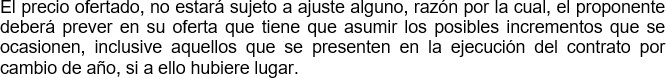 El precio ofertado, no estará sujeto a ajuste alguno, razón por la cual, el proponente
deberá prever en su oferta que tiene que asumir los posibles incrementos que se
ocasionen, inclusive aquellos que se presenten en la ejecución del contrato por
cambio de año, si a ello hubiere lugar.